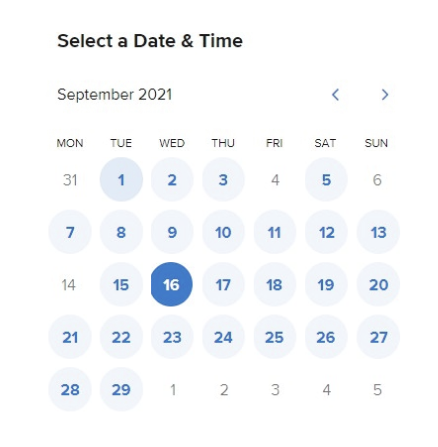 Select a Date & Time
September 2021
MON TUE WED THU FRI SAT SUN
31 1 2 3 4 5 6
7 8 9 10 11 12 13
14 15 16 17 18 19 20
21 22 23 24 25 26 27
28 29 1 2 3 4 5